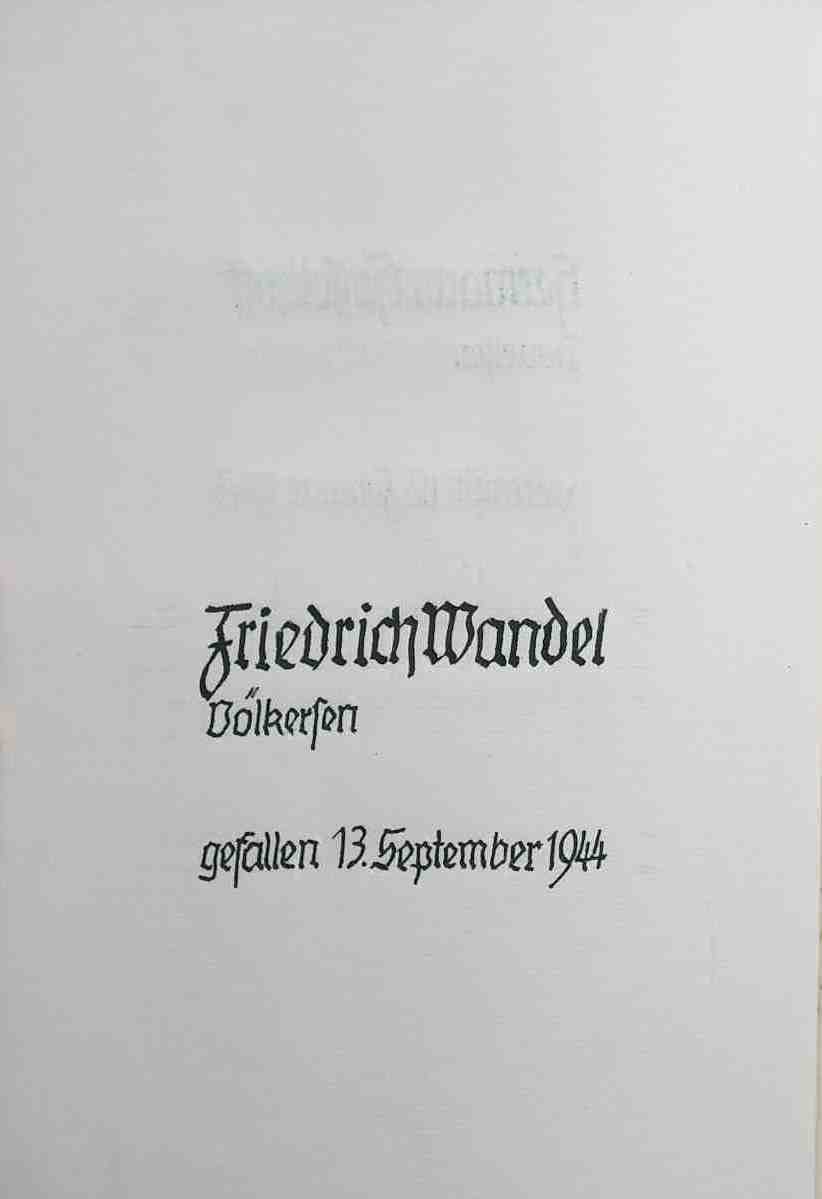 Friedrich Wandel
Völkersen
gefallen 13. September 1944